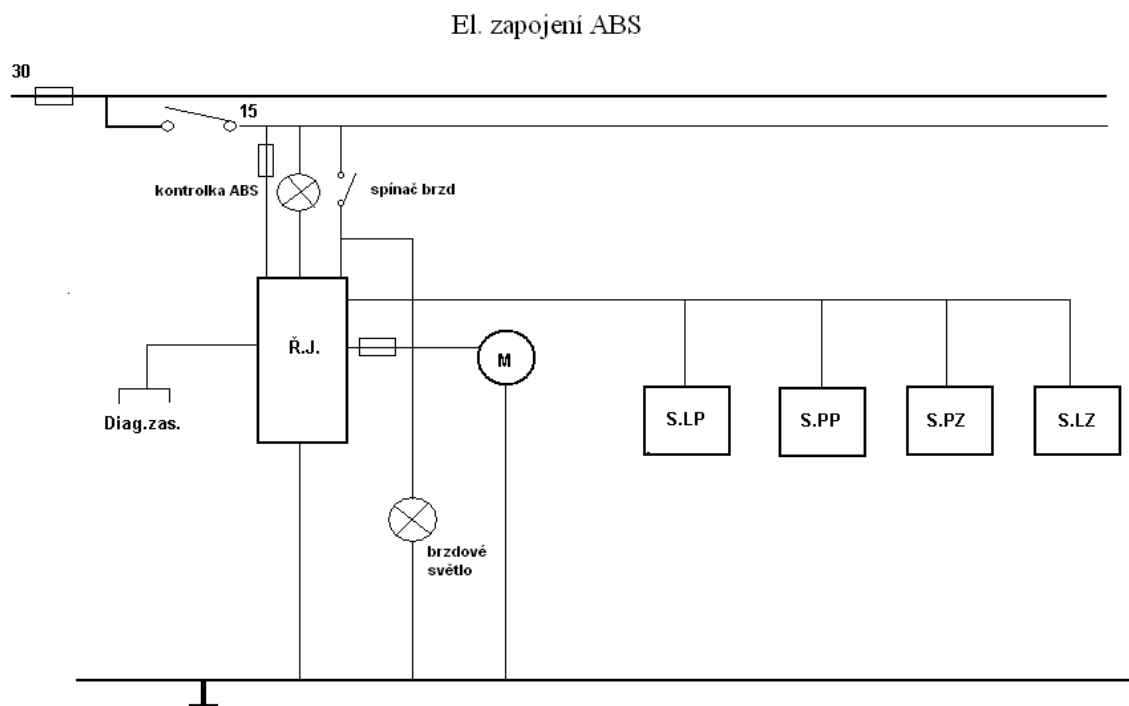 El. zapojení ABS
30
15
kontrolka ABS
spínač brzd
Ř.J.
M
Diag.zas.
S.LP
S.PP
S.PZ
S.LZ
brzdové
světlo